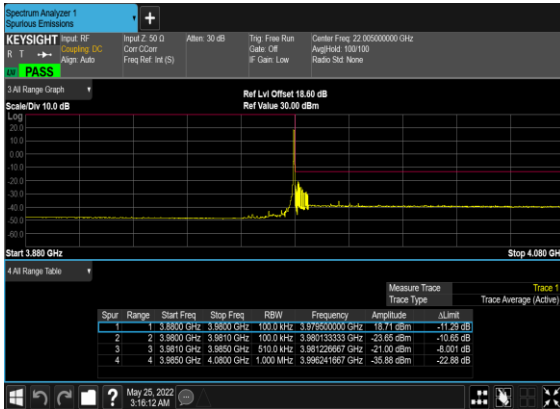 Spectrum Analyzer 1
Spurious Emissions
+
KEYSIGHT Input: RF Input Z: 50 Ω Atten: 30 dB Trig: Free Run Center Freq: 22.005000000 GHz
R T Coupling: DC Corr CCorr Gate: Off Avg|Hold: 100/100
Align: Auto Freq Ref: Int (S) IF Gain: Low Radio Std: None
LXI PASS
3 All Range Graph
Ref Lvl Offset 18.60 dB
Scale/Div 10.0 dB Ref Value 30.00 dBm
Log
20.0
10.0
0.00
-10.0
-20.0
-30.0
-40.0
-50.0
-60.0
Start 3.880 GHz Stop 4.080 GH
4 All Range Table
Measure Trace Trace 1
Trace Type Trace Average (Active)
Spur Range Start Freq Stop Freq RBW Frequency Amplitude ΔLimit
1 1 3.8800 GHz 3.9800 GHz 100.0 kHz 3.979500000 GHz 18.71 dBm -11.29 dB
2 2 3.9800 GHz 3.9810 GHz 100.0 kHz 3.980133333 GHz -23.65 dBm -10.65 dB
3 3 3.9810 GHz 3.9850 GHz 510.0 kHz 3.981226667 GHz -21.00 dBm -8.001 dB
4 4 3.9850 GHz 4.0800 GHz 1.000 MHz 3.996241667 GHz -35.88 dBm -22.88 dB
?
May 25, 2022
3:16:12 AM